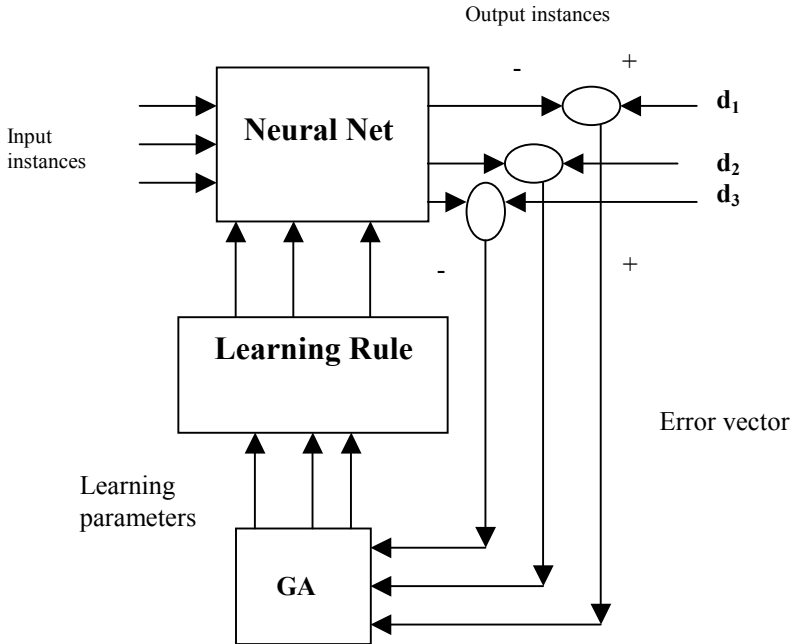 Output instances
-
+
Neural Net
d₁
Input
instances
d₂
d₃
-
+
Learning Rule
Error vector
Learning
parameters
GA